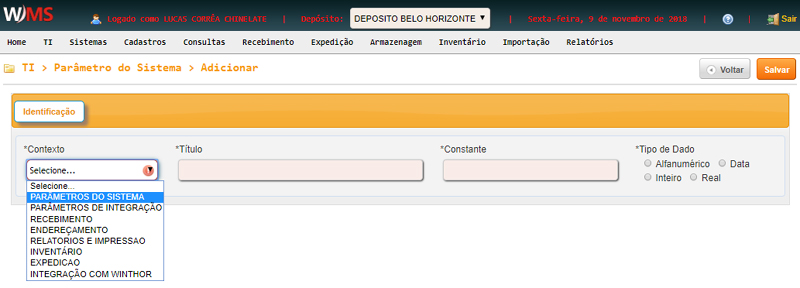 WMS Logado como LUCAS CORRÊA CHINELATE | Depósito: DEPOSITO BELO HORIZONTE | Sexta-feira, 9 de novembro de 2018 | ? | Sair
Home TI Sistemas Cadastros Consultas Recebimento Expedição Armazenagem Inventário Importação Relatórios
TI > Parâmetro do Sistema > Adicionar Voltar Salvar
Identificação
*Contexto *Título *Constante *Tipo de Dado
Selecione... Alfanumérico Data
Inteiro Real
Selecione...
PARÂMETROS DO SISTEMA
PARÂMETROS DE INTEGRAÇÃO
RECEBIMENTO
ENDEREÇAMENTO
RELATORIOS E IMPRESSAO
INVENTÁRIO
EXPEDICAO
INTEGRAÇÃO COM WINTHOR